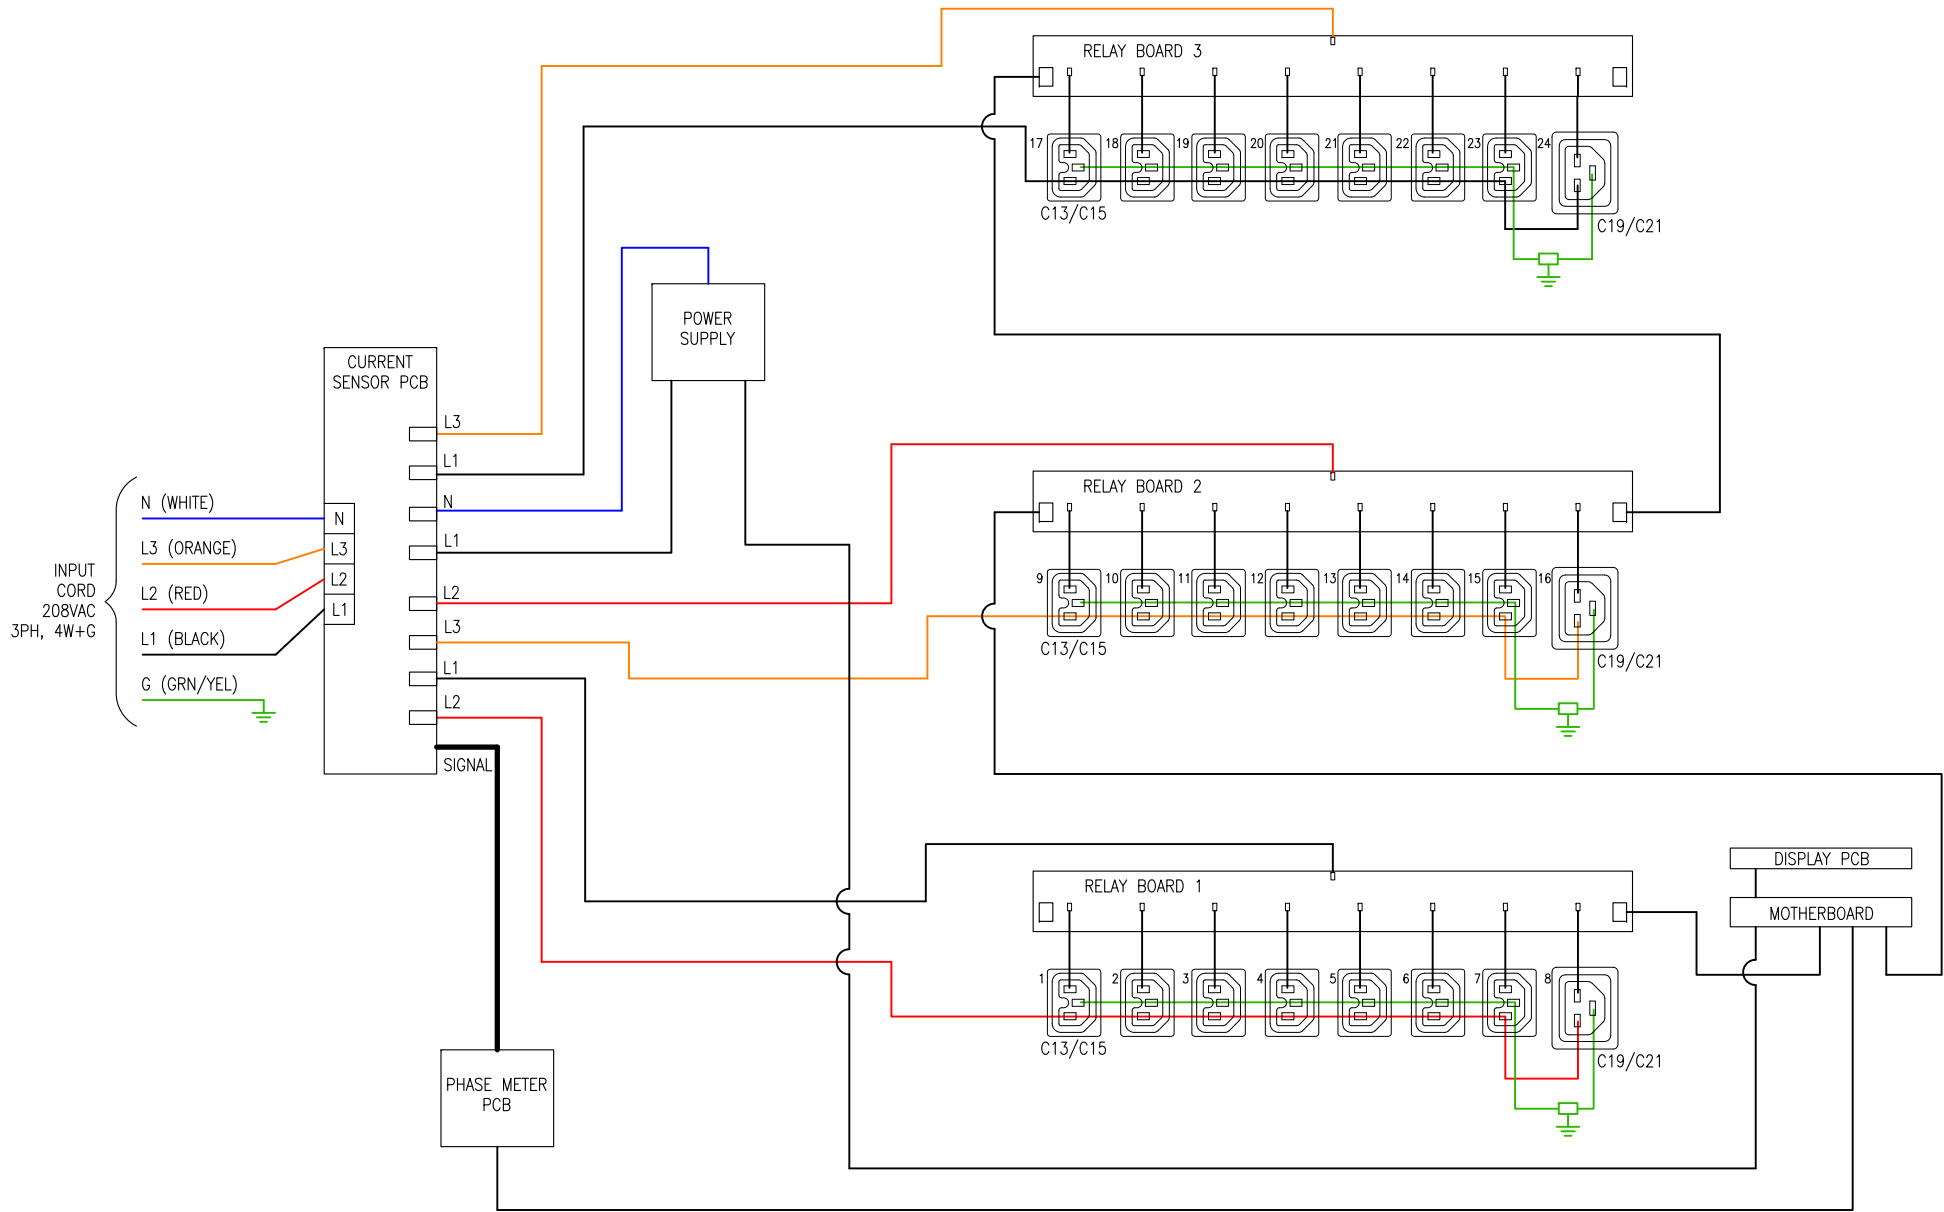 RELAY BOARD 3
17
18
19
20
21
22
23
24
C13/C15
C19/C21
POWER
SUPPLY
CURRENT
SENSOR PCB
L3
L1
N
L1
L2
L3
L1
L2
SIGNAL
INPUT
CORD
208VAC
3PH, 4W+G
N (WHITE)
L3 (ORANGE)
L2 (RED)
L1 (BLACK)
G (GRN/YEL)
N
L3
L2
L1
RELAY BOARD 2
9
10
11
12
13
14
15
16
C13/C15
C19/C21
RELAY BOARD 1
1
2
3
4
5
6
7
8
C13/C15
C19/C21
DISPLAY PCB
MOTHERBOARD
PHASE METER
PCB